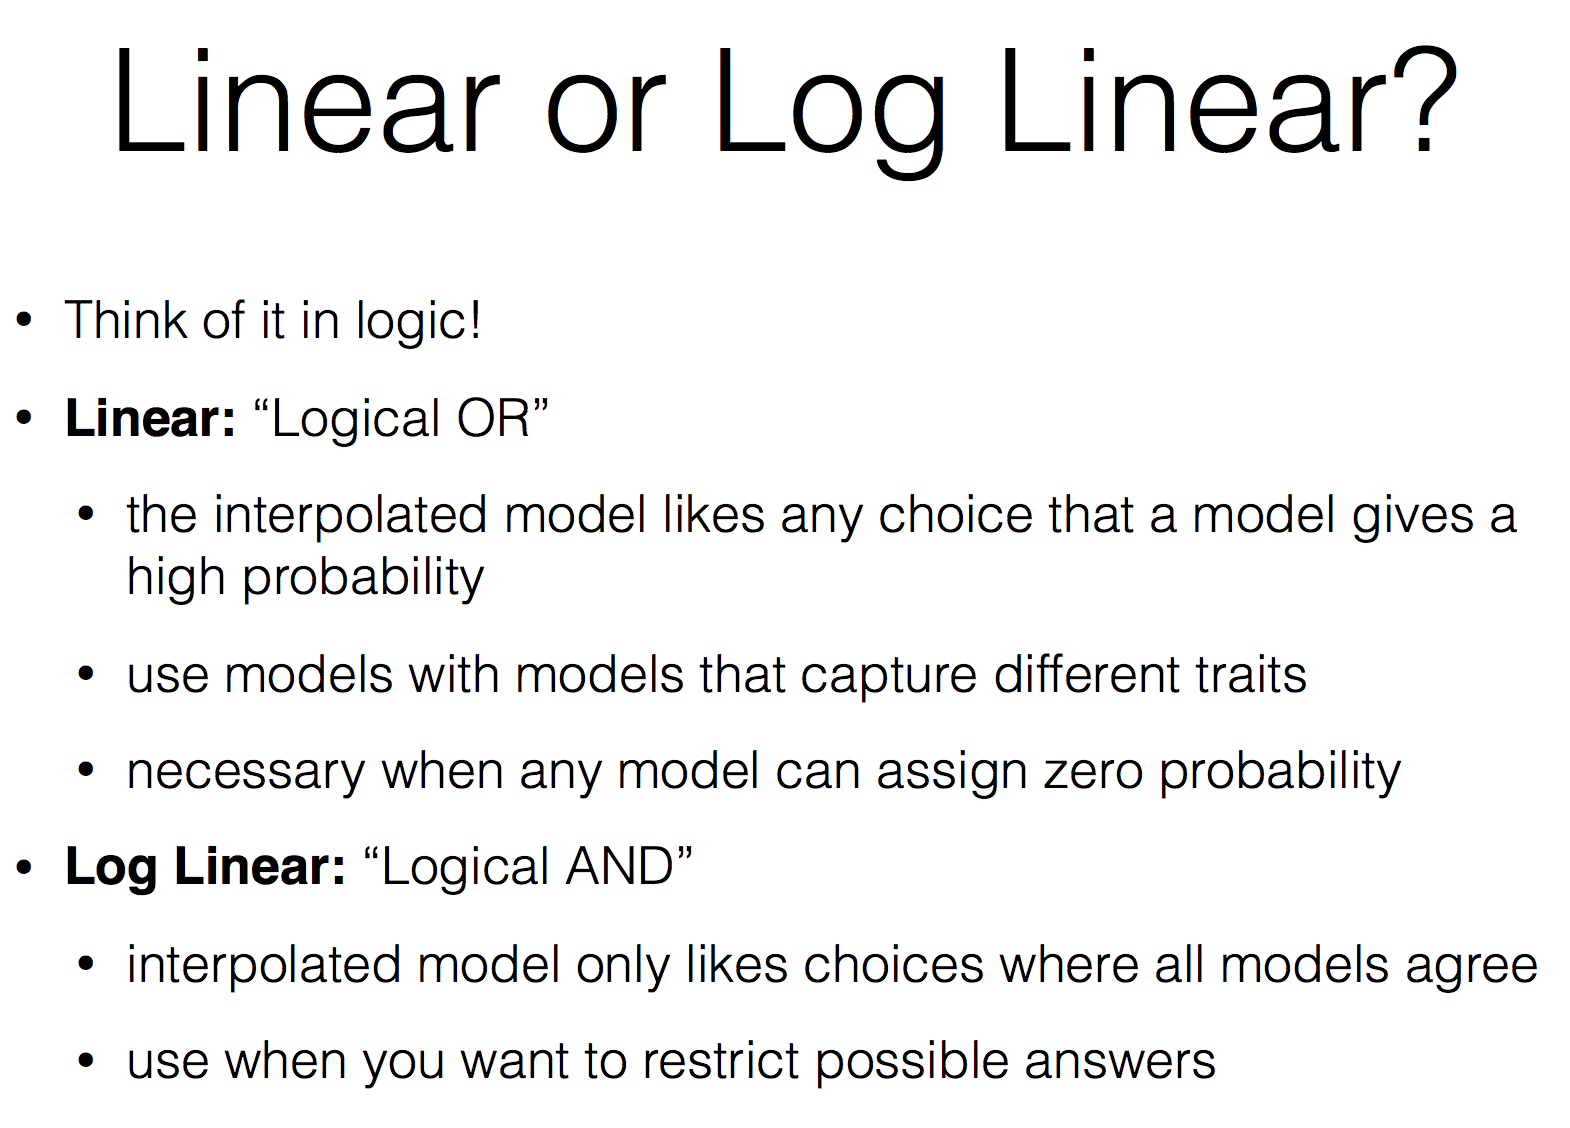 Linear or Log Linear?
• Think of it in logic!
• Linear: “Logical OR”
• the interpolated model likes any choice that a model gives a
high probability
• use models with models that capture different traits
• necessary when any model can assign zero probability
• Log Linear: “Logical AND”
• interpolated model only likes choices where all models agree
• use when you want to restrict possible answers